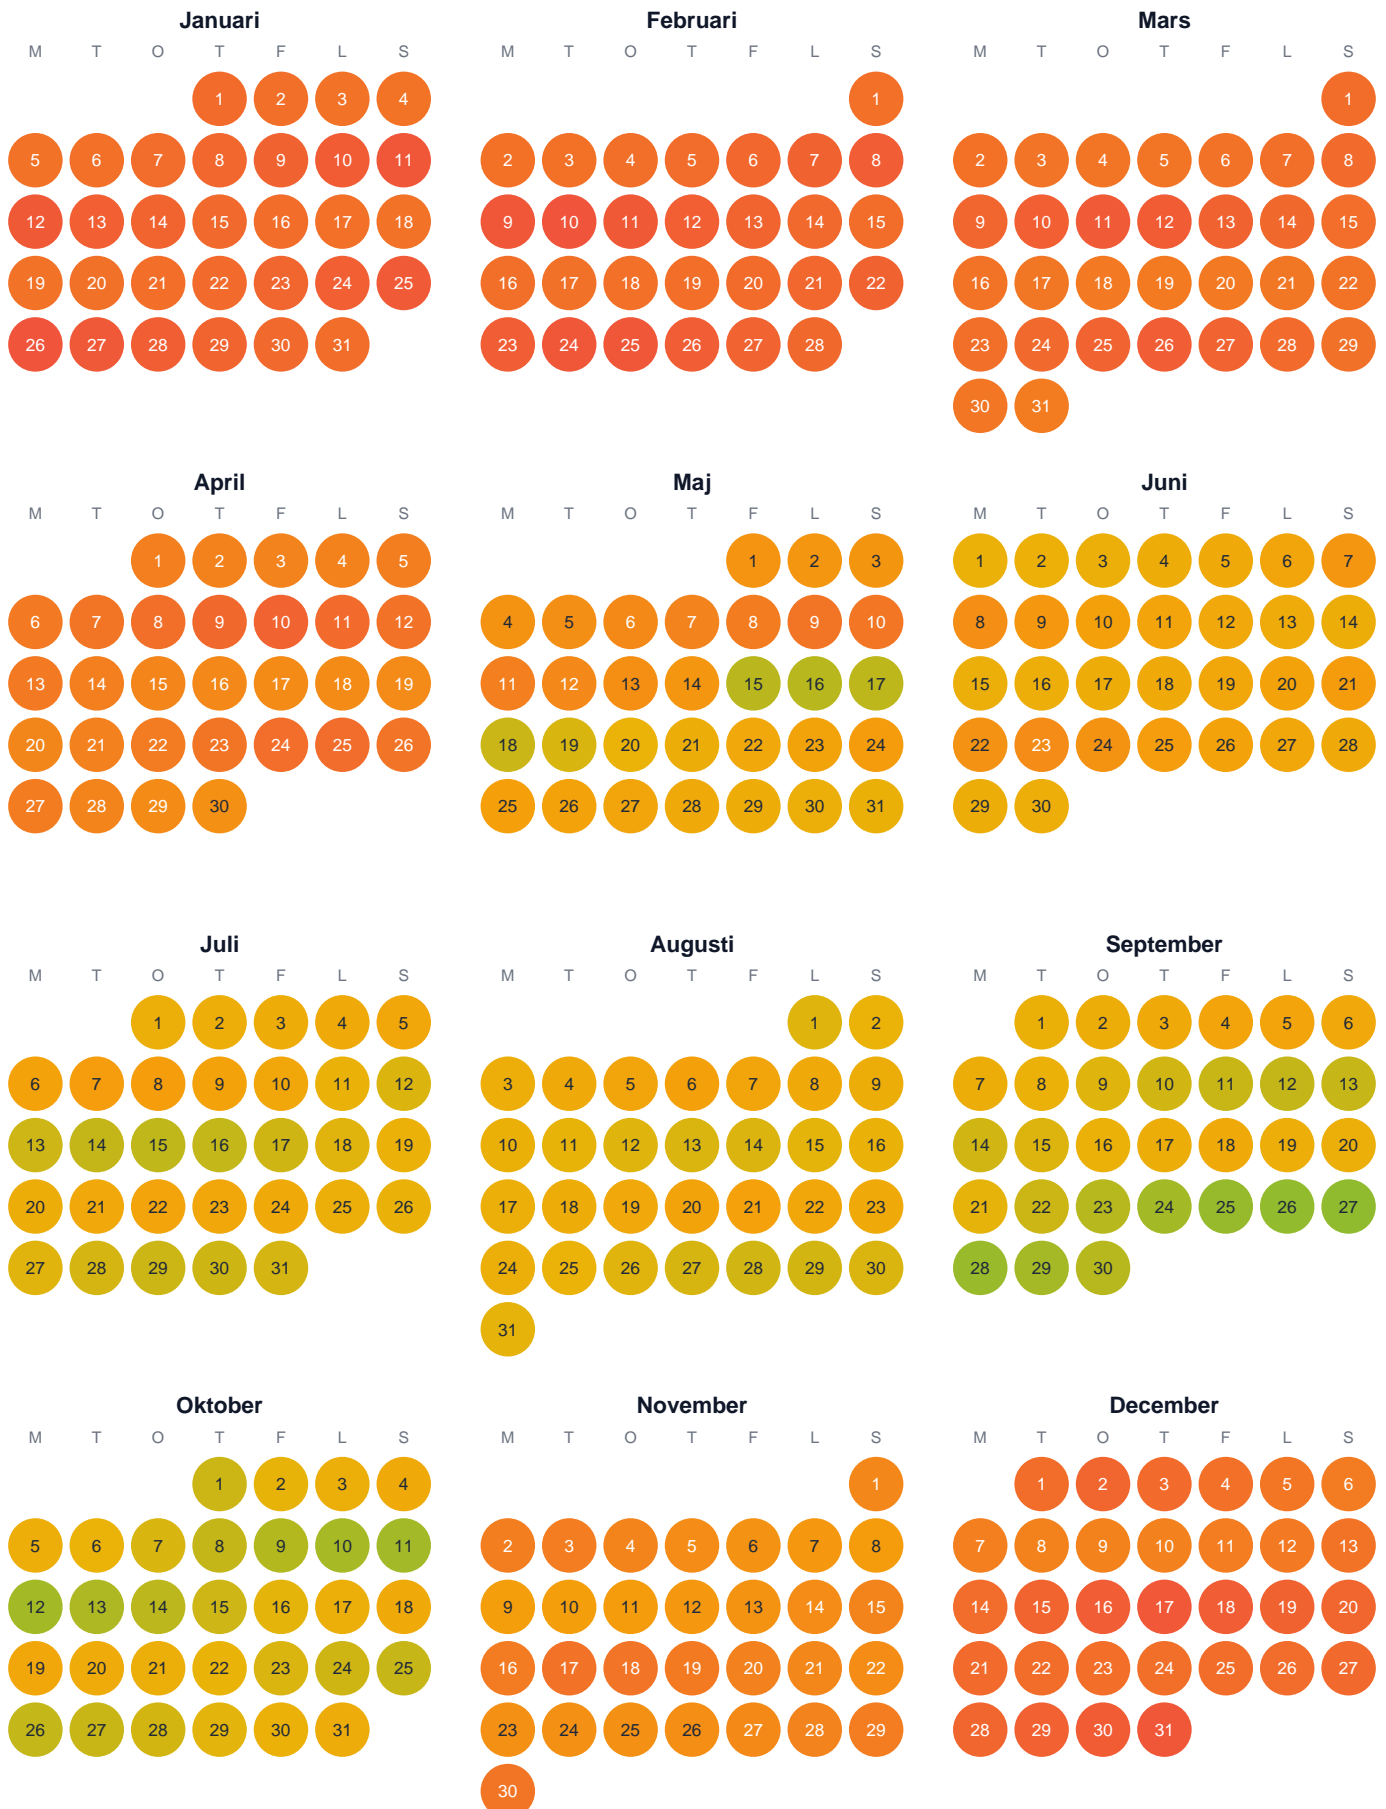 Januari Februari Mars
M T O T F L S M T O T F L S M T O T F L S
1 2 3 4 1 1
5 6 7 8 9 10 11 2 3 4 5 6 7 8 2 3 4 5 6 7 8
12 13 14 15 16 17 18 9 10 11 12 13 14 15 9 10 11 12 13 14 15
19 20 21 22 23 24 25 16 17 18 19 20 21 22 16 17 18 19 20 21 22
26 27 28 29 30 31 23 24 25 26 27 28 23 24 25 26 27 28 29
30 31
April Maj Juni
M T O T F L S M T O T F L S M T O T F L S
1 2 3 4 5 1 2 3 1 2 3 4 5 6 7
6 7 8 9 10 11 12 4 5 6 7 8 9 10 8 9 10 11 12 13 14
13 14 15 16 17 18 19 11 12 13 14 15 16 17 15 16 17 18 19 20 21
20 21 22 23 24 25 26 18 19 20 21 22 23 24 22 23 24 25 26 27 28
27 28 29 30 25 26 27 28 29 30 31 29 30
Juli Augusti September
M T O T F L S M T O T F L S M T O T F L S
1 2 3 4 5 1 2 1 2 3 4 5 6
6 7 8 9 10 11 12 3 4 5 6 7 8 9 7 8 9 10 11 12 13
13 14 15 16 17 18 19 10 11 12 13 14 15 16 14 15 16 17 18 19 20
20 21 22 23 24 25 26 17 18 19 20 21 22 23 21 22 23 24 25 26 27
27 28 29 30 31 24 25 26 27 28 29 30 28 29 30
31
Oktober November December
M T O T F L S M T O T F L S M T O T F L S
1 2 3 4 1 1 2 3 4 5 6
5 6 7 8 9 10 11 2 3 4 5 6 7 8 7 8 9 10 11 12 13
12 13 14 15 16 17 18 9 10 11 12 13 14 15 14 15 16 17 18 19 20
19 20 21 22 23 24 25 16 17 18 19 20 21 22 21 22 23 24 25 26 27
26 27 28 29 30 31 23 24 25 26 27 28 29 28 29 30 31
30